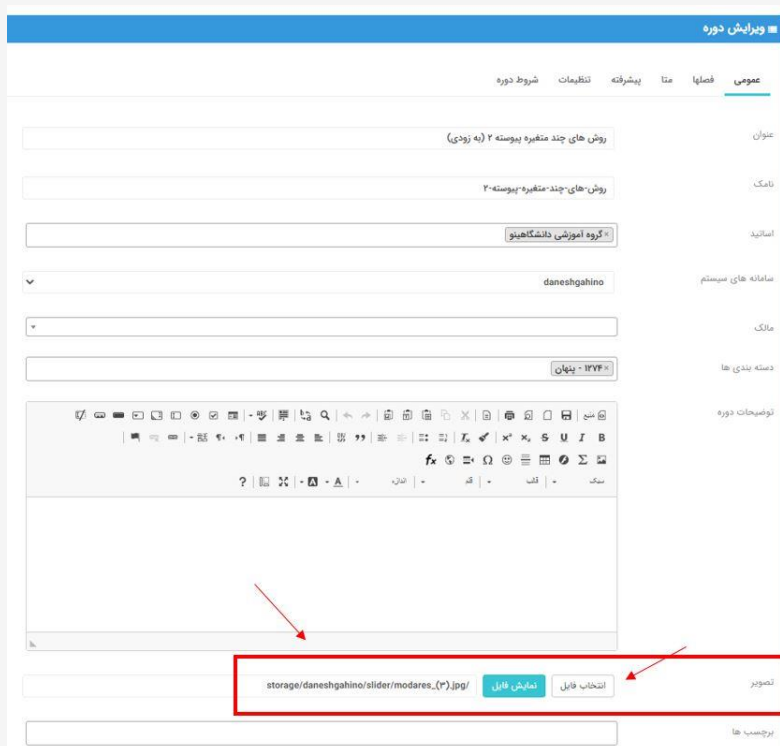 ویرایش دوره
عمومی فصلها متا پیشرفته تنظیمات شروط دوره
عنوان روش های چند متغیره پیوسته ۲ (به زودی)
نامک روش-های-چند-متغیره-پیوسته-۲
اساتید ×گروه آموزشی دانشگاهینو
سامانه های سیستم daneshgahino
مالک
دسته بندی ها ×۱۲۷۴ - پنهان
توضیحات دوره منبع
B I U S
سبک قالب قلم اندازه A A ?
تصویر انتخاب فایل نمایش فایل storage/daneshgahino/slider/modares_(۳).jpg/
برچسب ها